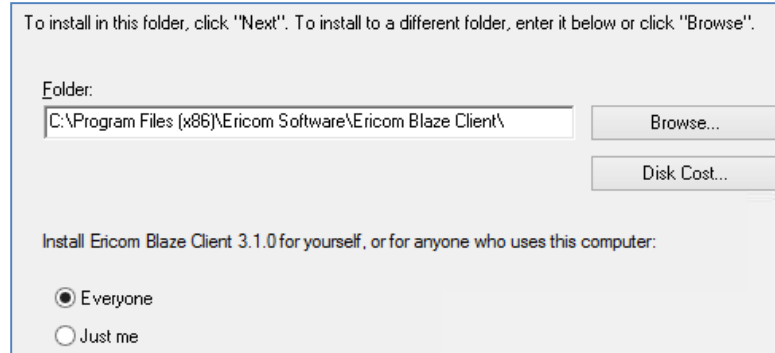 To install in this folder, click "Next". To install to a different folder, enter it below or click "Browse".
Folder:
C:\Program Files (x86)\Ericom Software\Ericom Blaze Client\
Browse...
Disk Cost...
Install Ericom Blaze Client 3.1.0 for yourself, or for anyone who uses this computer:
Everyone
Just me